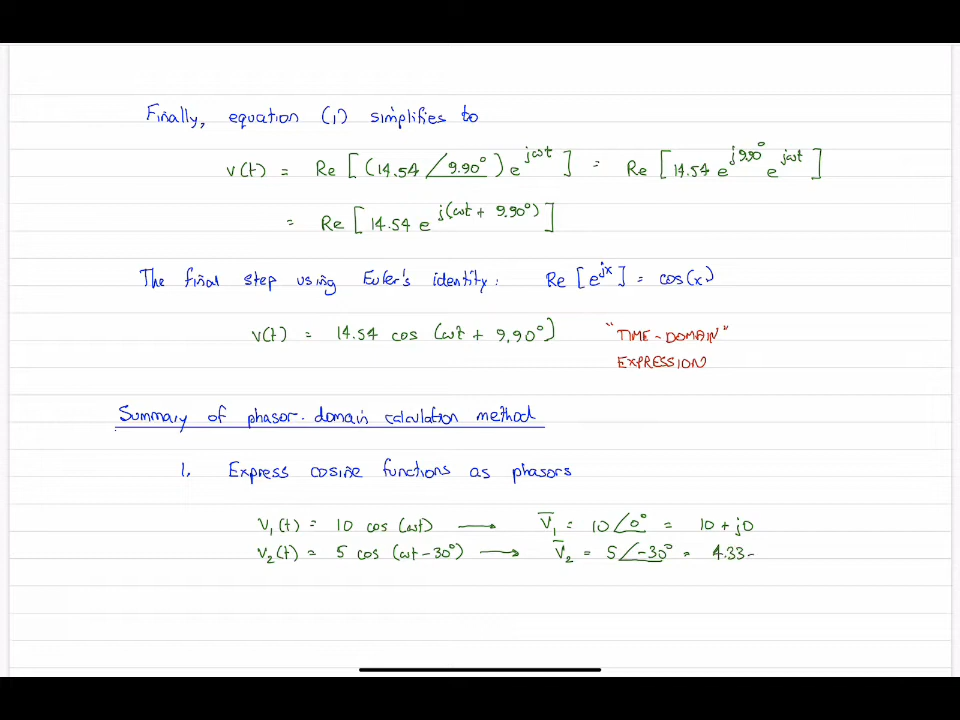 Finally, equation (1) simplifies to
v(t) = Re [(14.54 ∠9.90°) e^jωt] = Re [14.54 e^j9.90° e^jωt]
= Re [14.54 e^j(ωt + 9.90°)]
The final step using Euler's identity: Re [e^jx] = cos(x)
v(t) = 14.54 cos (ωt + 9.90°) "TIME-DOMAIN"
EXPRESSION
Summary of phasor-domain calculation method
1. Express cosine functions as phasors
V₁(t) = 10 cos(ωt) → V̅₁ = 10∠0° = 10 + j0
V₂(t) = 5 cos (ωt-30°) → V̅₂ = 5∠-30° = 4.33-